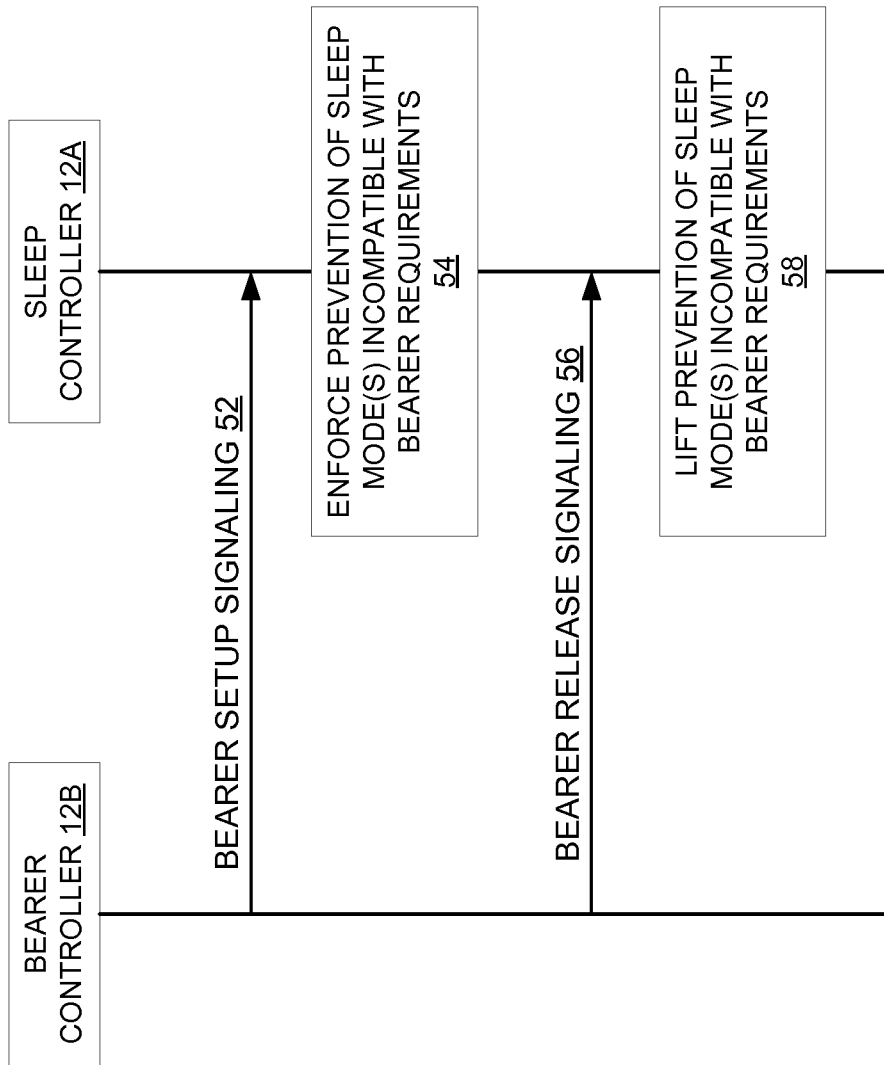 BEARER
CONTROLLER 12B
SLEEP
CONTROLLER 12A
BEARER SETUP SIGNALING 52
ENFORCE PREVENTION OF SLEEP
MODE(S) INCOMPATIBLE WITH
BEARER REQUIREMENTS
54
BEARER RELEASE SIGNALING 56
LIFT PREVENTION OF SLEEP
MODE(S) INCOMPATIBLE WITH
BEARER REQUIREMENTS
58